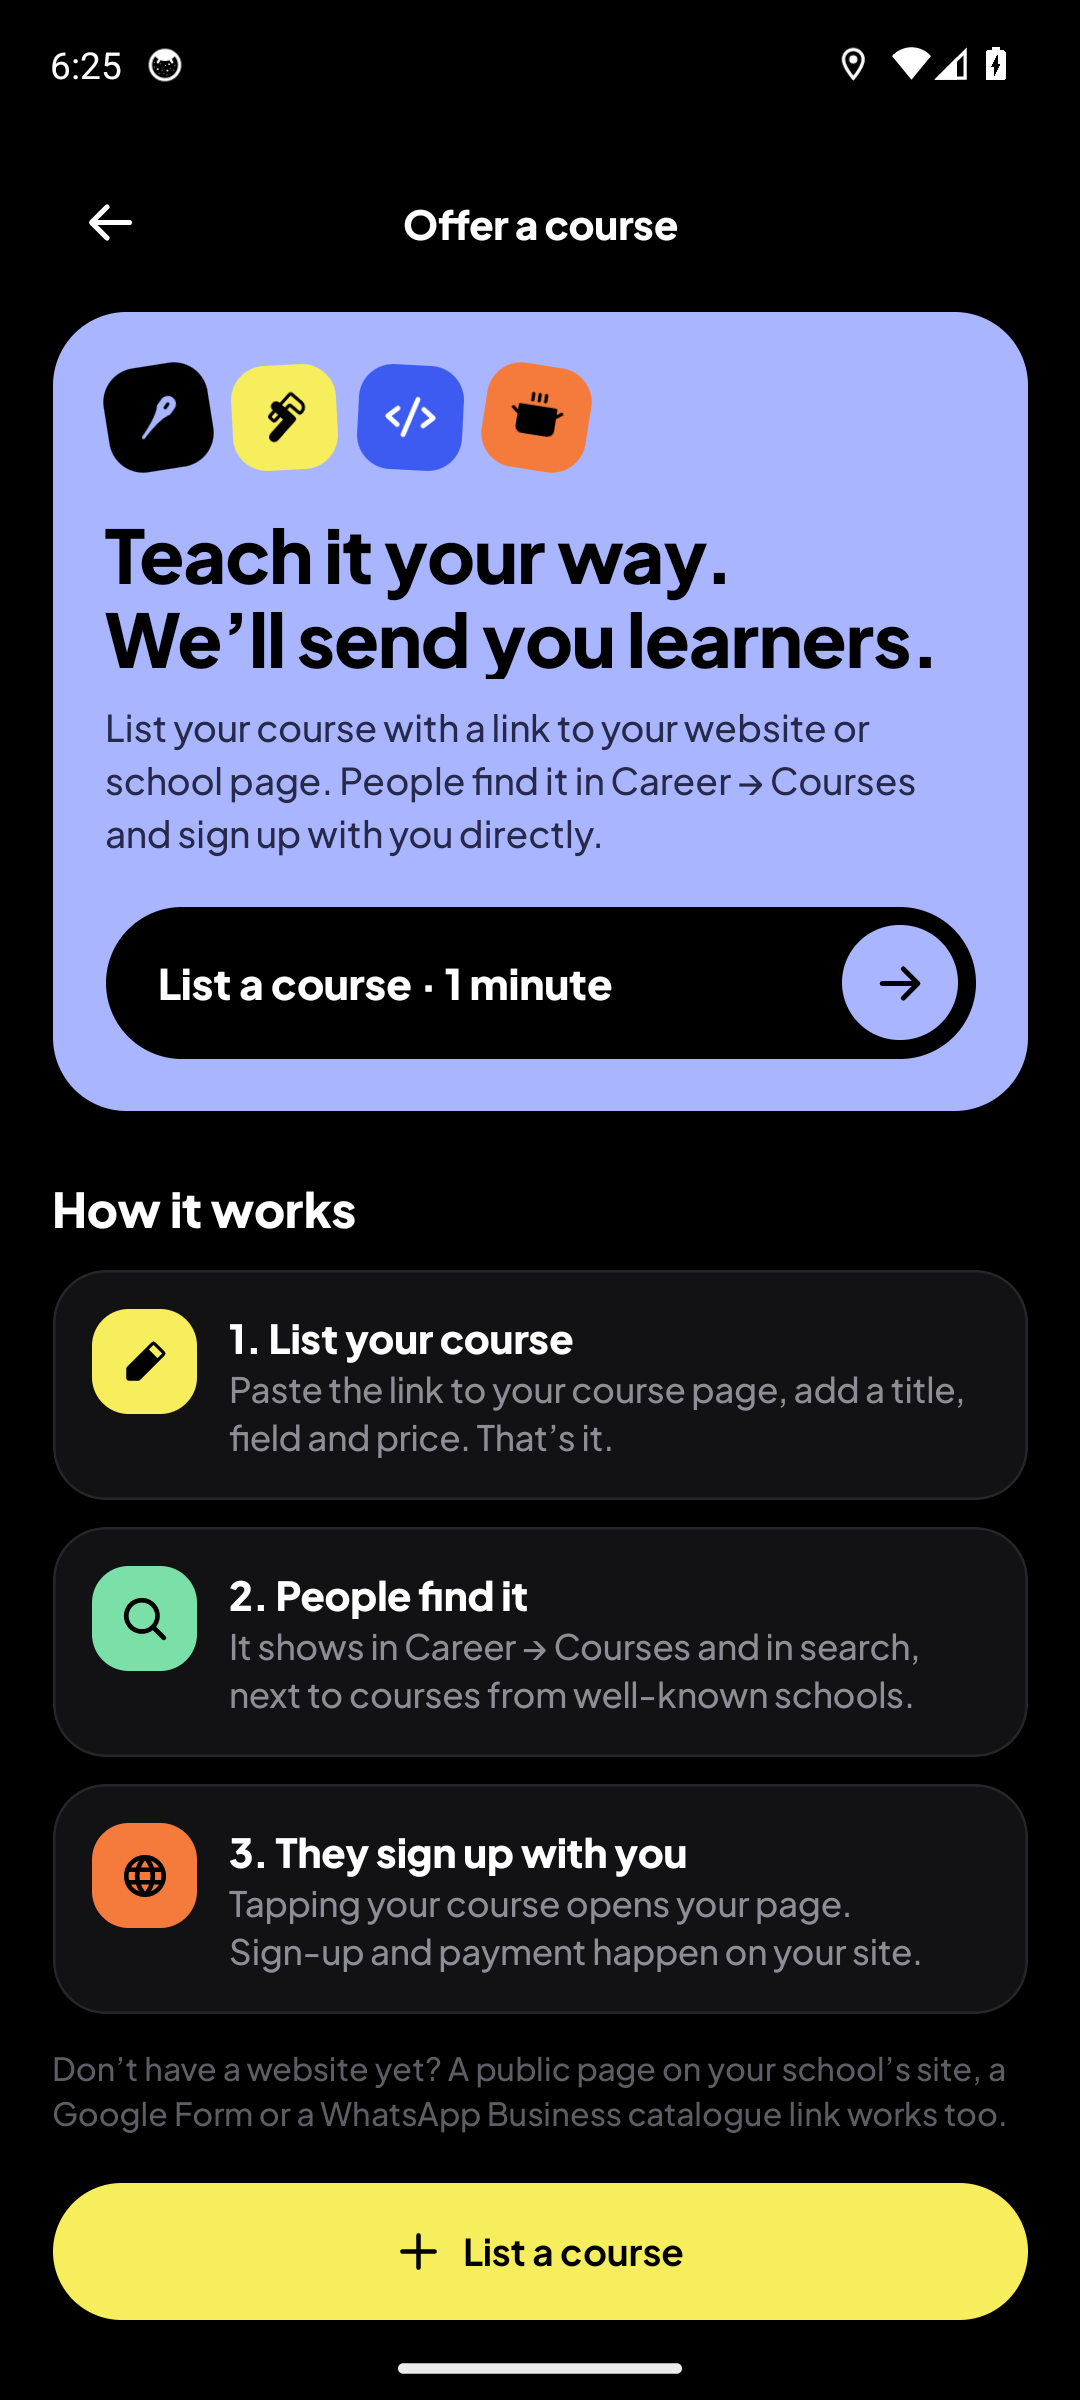 6:25
Offer a course
</>
Teach it your way.
We’ll send you learners.
List your course with a link to your website or
school page. People find it in Career → Courses
and sign up with you directly.
List a course · 1 minute
How it works
1. List your course
Paste the link to your course page, add a title,
field and price. That’s it.
2. People find it
It shows in Career → Courses and in search,
next to courses from well-known schools.
3. They sign up with you
Tapping your course opens your page.
Sign-up and payment happen on your site.
Don’t have a website yet? A public page on your school’s site, a
Google Form or a WhatsApp Business catalogue link works too.
List a course